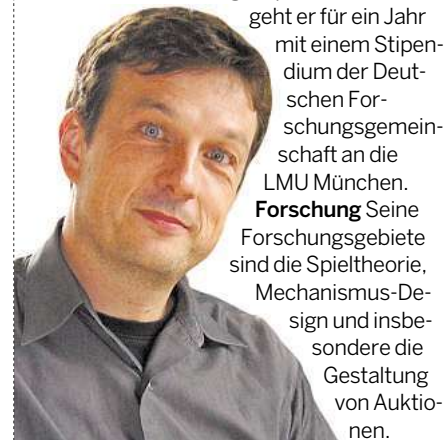 geht er für ein Jahr
mit einem Stipen-
dium der Deut-
schen For-
schungsgemein-
schaft an die
LMU München.
Forschung Seine
Forschungsgebiete
sind die Spieltheorie,
Mechanismus-De-
sign und insbe-
sondere die
Gestaltung
von Auktio-
nen.